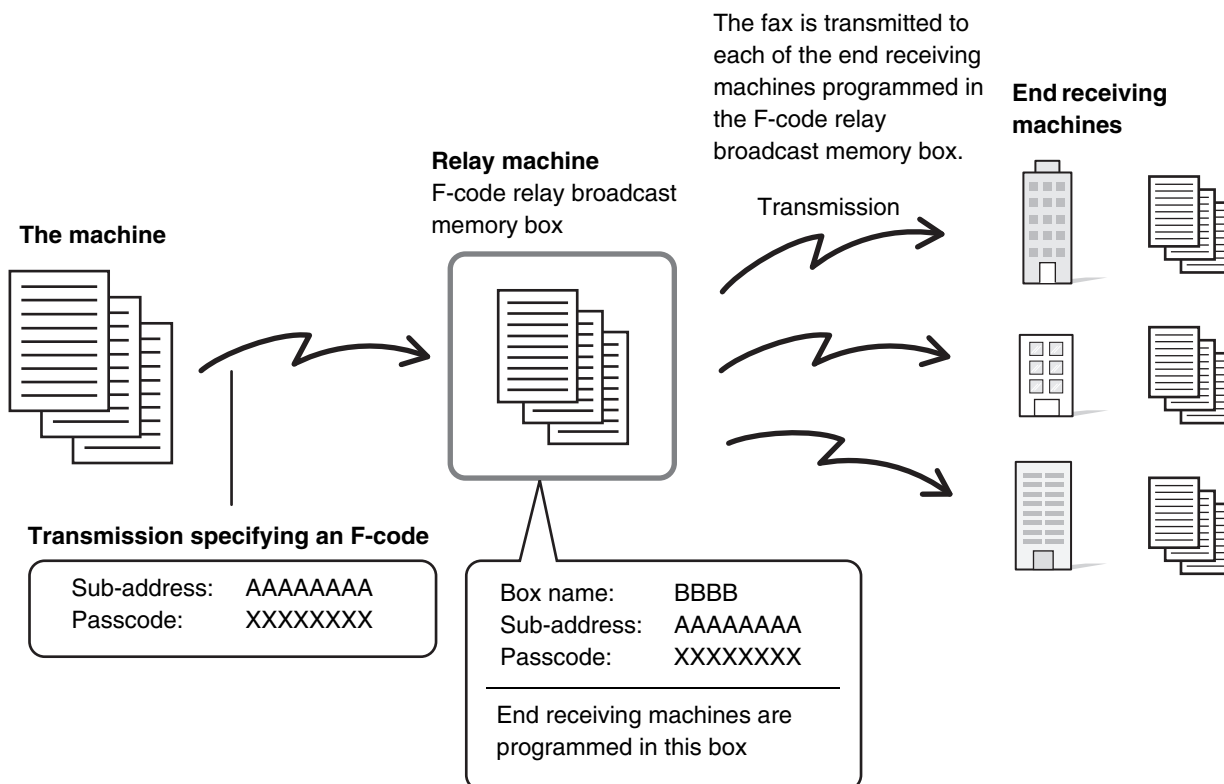 The fax is transmitted to
each of the end receiving
machines programmed in
the F-code relay
broadcast memory box.
End receiving
machines
Relay machine
F-code relay broadcast
memory box
Transmission
The machine
Transmission specifying an F-code
Sub-address: AAAAAAAA
Passcode: XXXXXXXX
Box name: BBBB
Sub-address: AAAAAAAA
Passcode: XXXXXXXX
End receiving machines are
programmed in this box